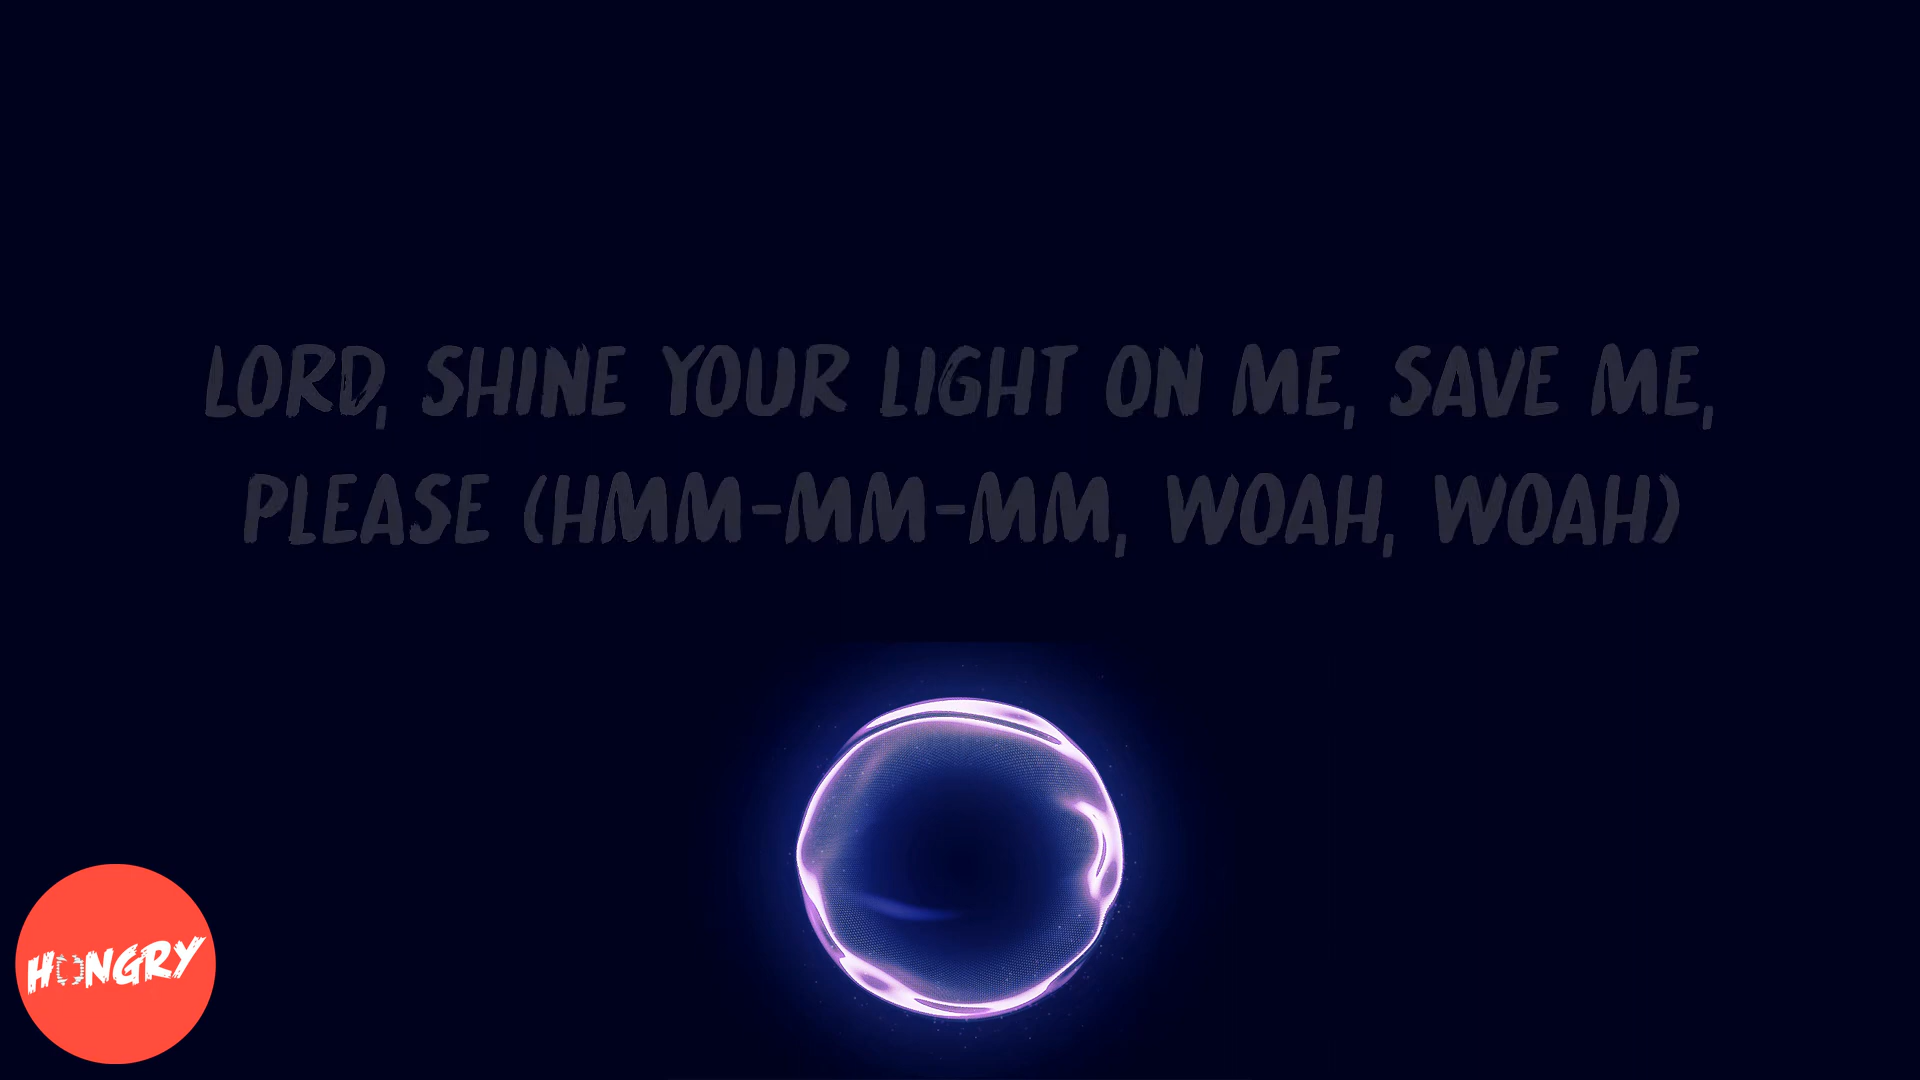 LORD, SHINE YOUR LIGHT ON ME, SAVE ME,
PLEASE (HMM-MM-MM, WOAH, WOAH)
HONGRY